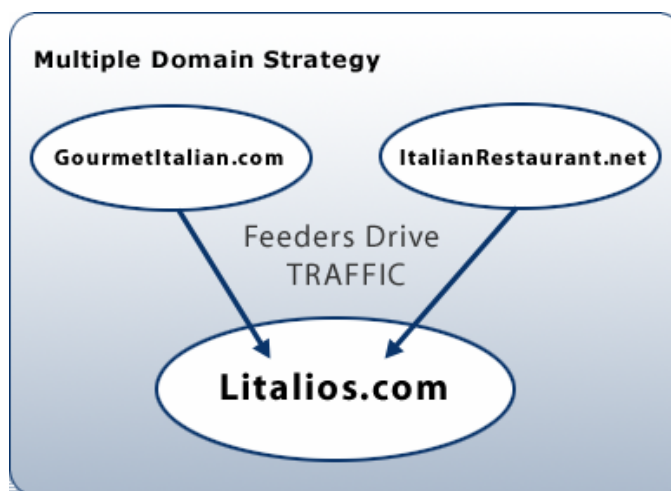 Multiple Domain Strategy
GourmetItalian.com
ItalianRestaurant.net
Feeders Drive
TRAFFIC
Litalios.com